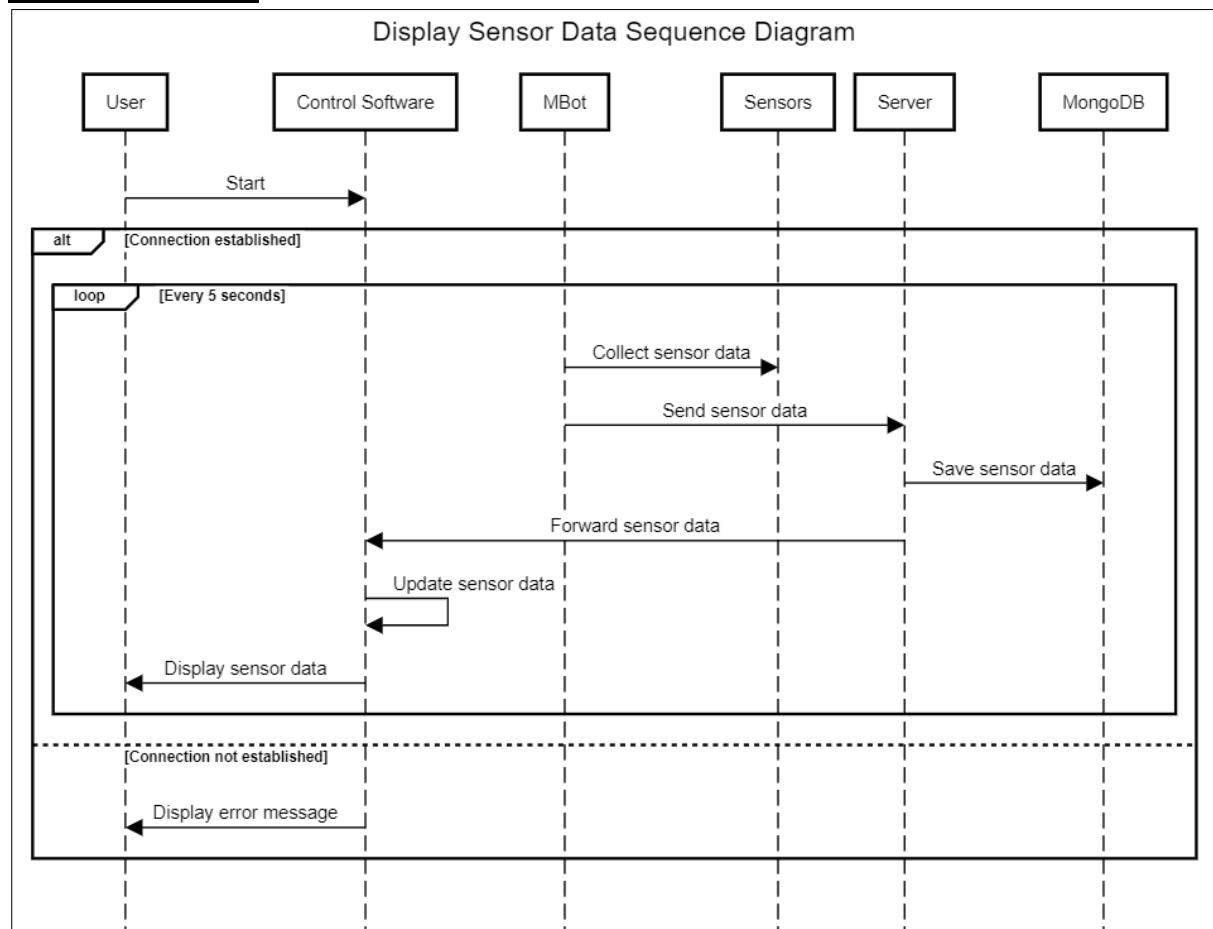 Display Sensor Data Sequence Diagram
User Control Software MBot Sensors Server MongoDB
Start
alt [Connection established]
loop [Every 5 seconds]
Collect sensor data
Send sensor data
Save sensor data
Forward sensor data
Update sensor data
Display sensor data
[Connection not established]
Display error message